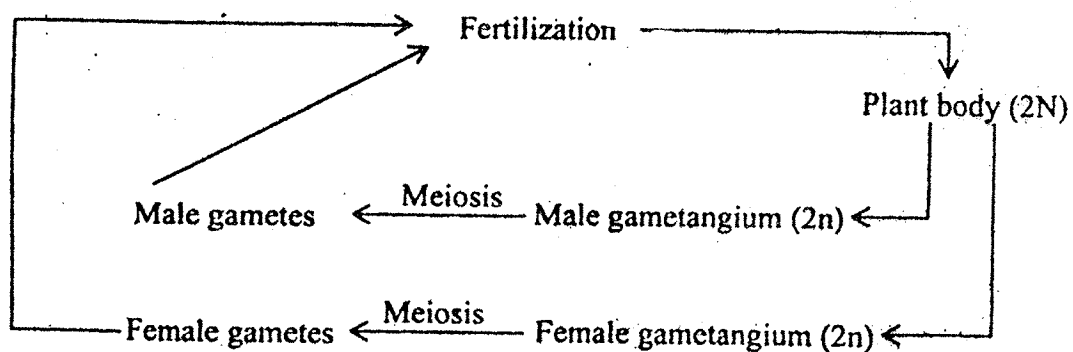 Fertilization
Plant body (2N)
Meiosis
Male gametes
Male gametangium (2n)
Meiosis
Female gametes
Female gametangium (2n)